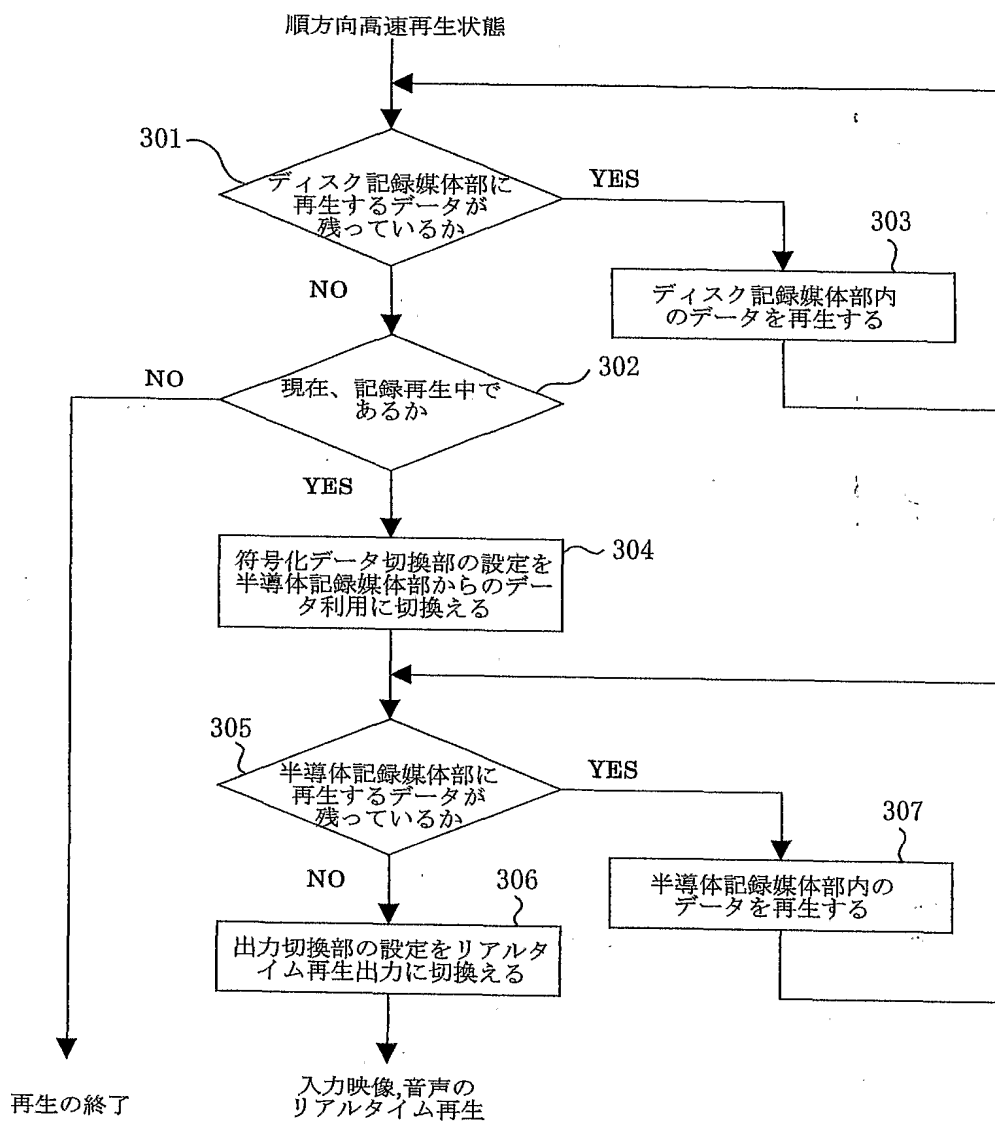 順方向高速再生状態
301
ディスク記録媒体部に
再生するデータが
残っているか
YES
303
ディスク記録媒体部内
のデータを再生する
NO
302
現在、記録再生中で
あるか
NO
YES
304
符号化データ切換部の設定を
半導体記録媒体部からのデー
タ利用に切換える
305
半導体記録媒体部に
再生するデータが
残っているか
YES
307
半導体記録媒体部内の
データを再生する
NO
306
出力切換部の設定をリアルタ
イム再生出力に切換える
再生の終了
入力映像,音声の
リアルタイム再生